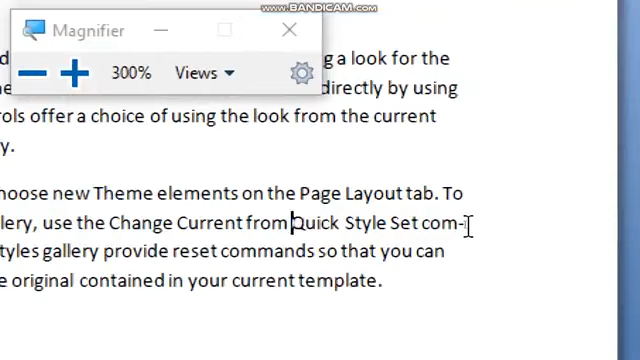 www.BANDICAM.com
Magnifier
300% Views
g a look for the
directly by using
rols offer a choice of using the look from the current
y.
hoose new Theme elements on the Page Layout tab. To
llery, use the Change Current from Quick Style Set com-
tyles gallery provide reset commands so that you can
e original contained in your current template.